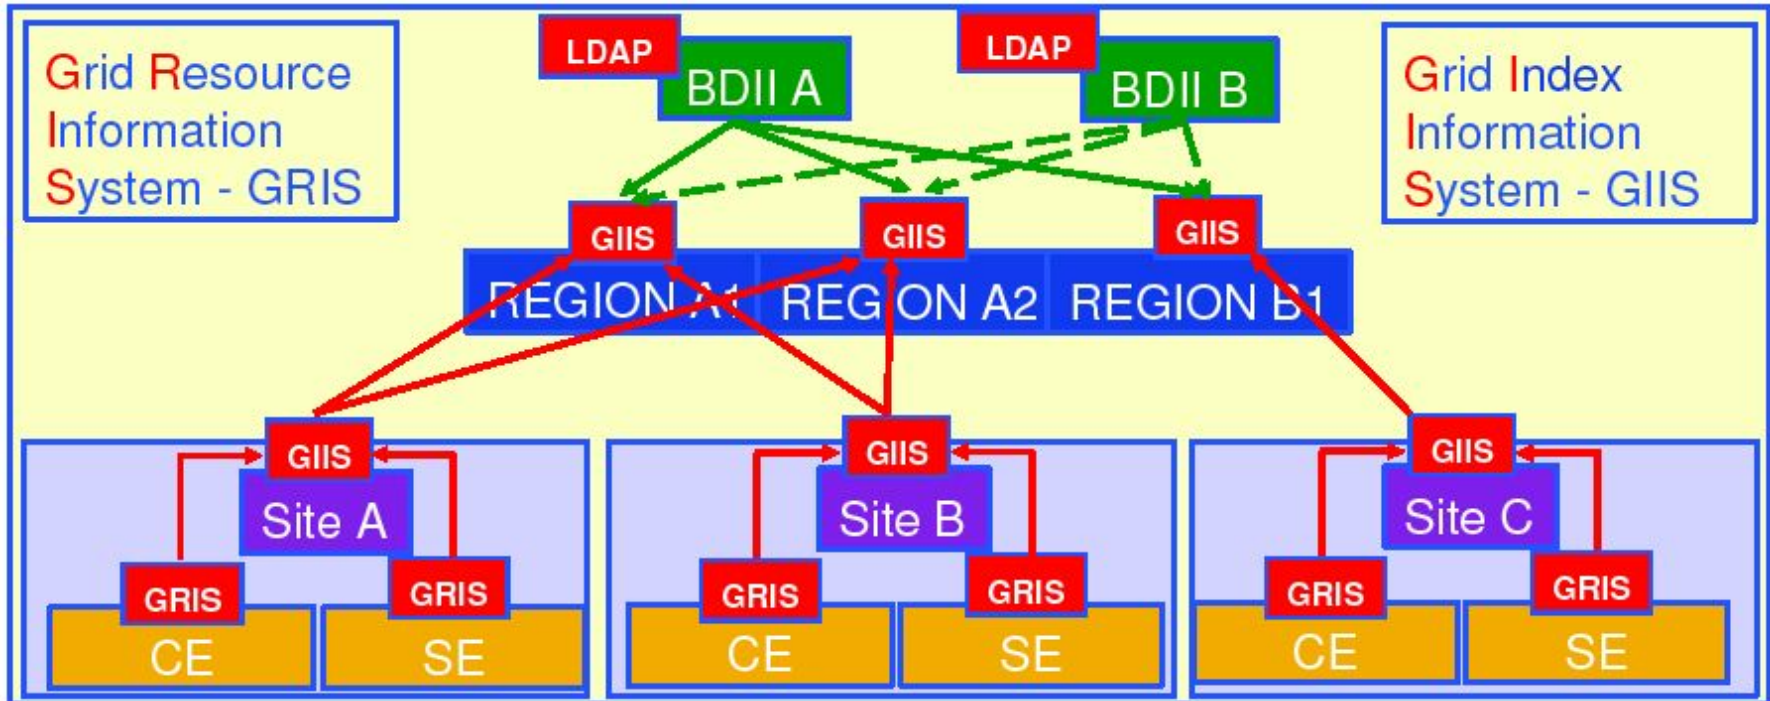 Grid Resource
Information
System - GRIS
LDAP
BDII A
LDAP
BDII B
Grid Index
Information
System - GIIS
GIIS
GIIS
GIIS
REGION A1
REGION A2
REGION B1
GIIS
Site A
GRIS
GRIS
CE
SE
GIIS
Site B
GRIS
GRIS
CE
SE
GIIS
Site C
GRIS
GRIS
CE
SE